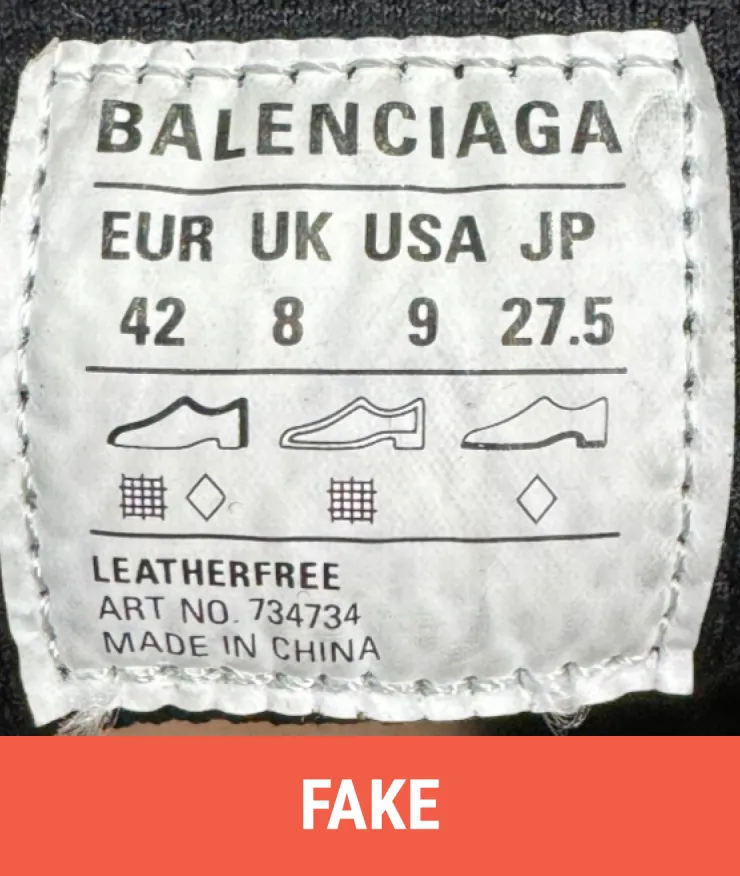 BALENCIAGA
EUR UK USA JP
42 8 9 27.5
LEATHERFREE
ART NO. 734734
MADE IN CHINA
FAKE